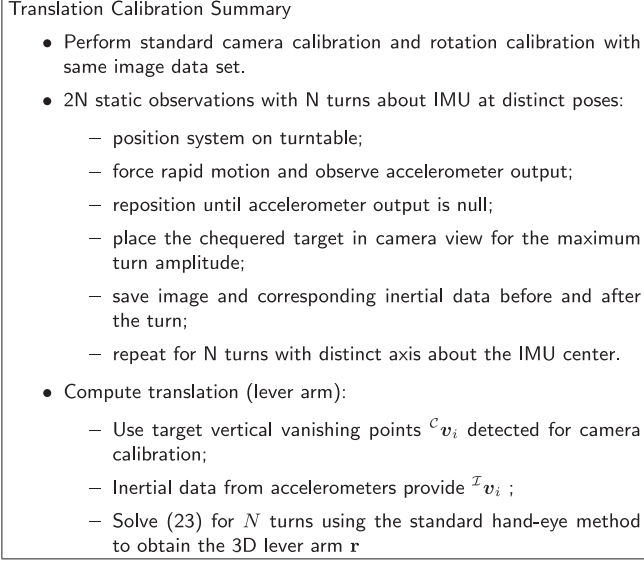 Translation Calibration Summary
• Perform standard camera calibration and rotation calibration with
same image data set.
• 2N static observations with N turns about IMU at distinct poses:
– position system on turntable;
– force rapid motion and observe accelerometer output;
– reposition until accelerometer output is null;
– place the chequered target in camera view for the maximum
turn amplitude;
– save image and corresponding inertial data before and after
the turn;
– repeat for N turns with distinct axis about the IMU center.
• Compute translation (lever arm):
– Use target vertical vanishing points ᶜvᵢ detected for camera
calibration;
– Inertial data from accelerometers provide ᴵvᵢ ;
– Solve (23) for N turns using the standard hand-eye method
to obtain the 3D lever arm r